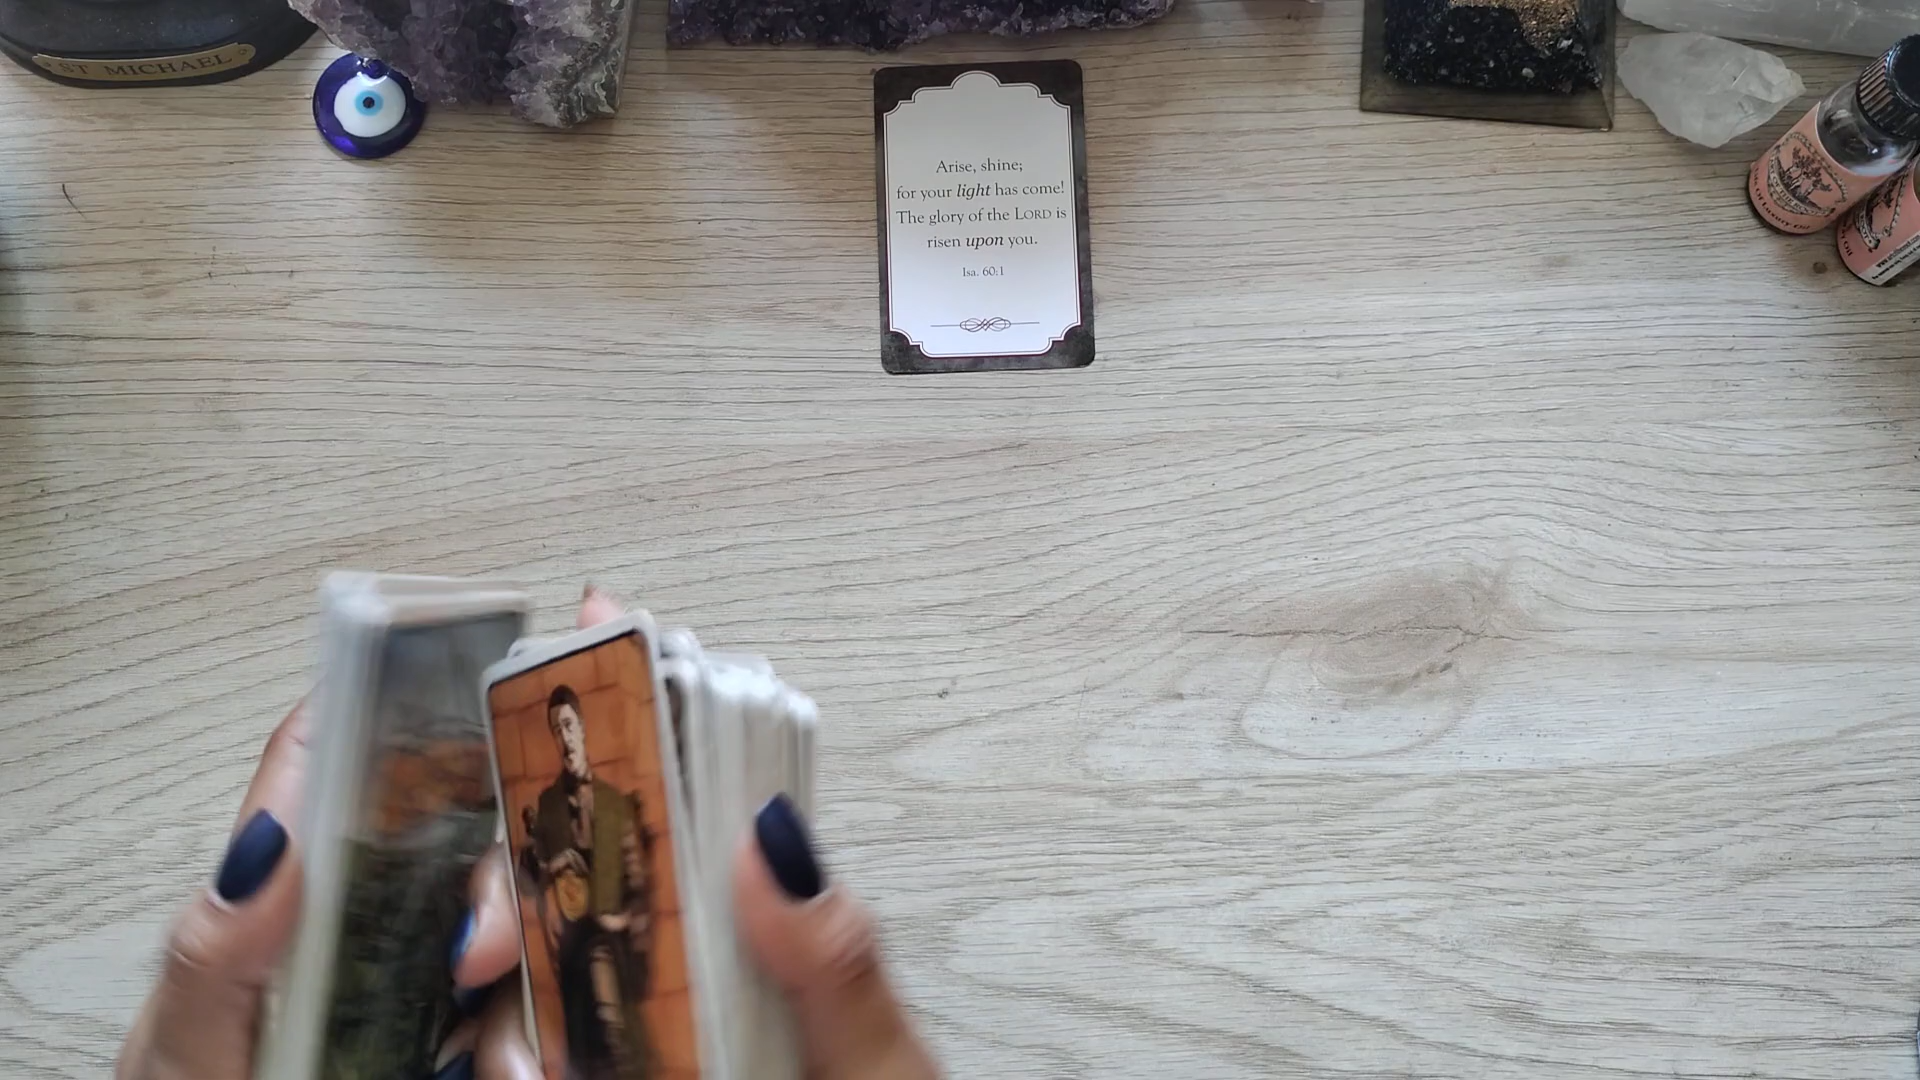 ST MICHAEL
Arise, shine;
for your light has come!
The glory of the LORD is
risen upon you.
Isa. 60:1